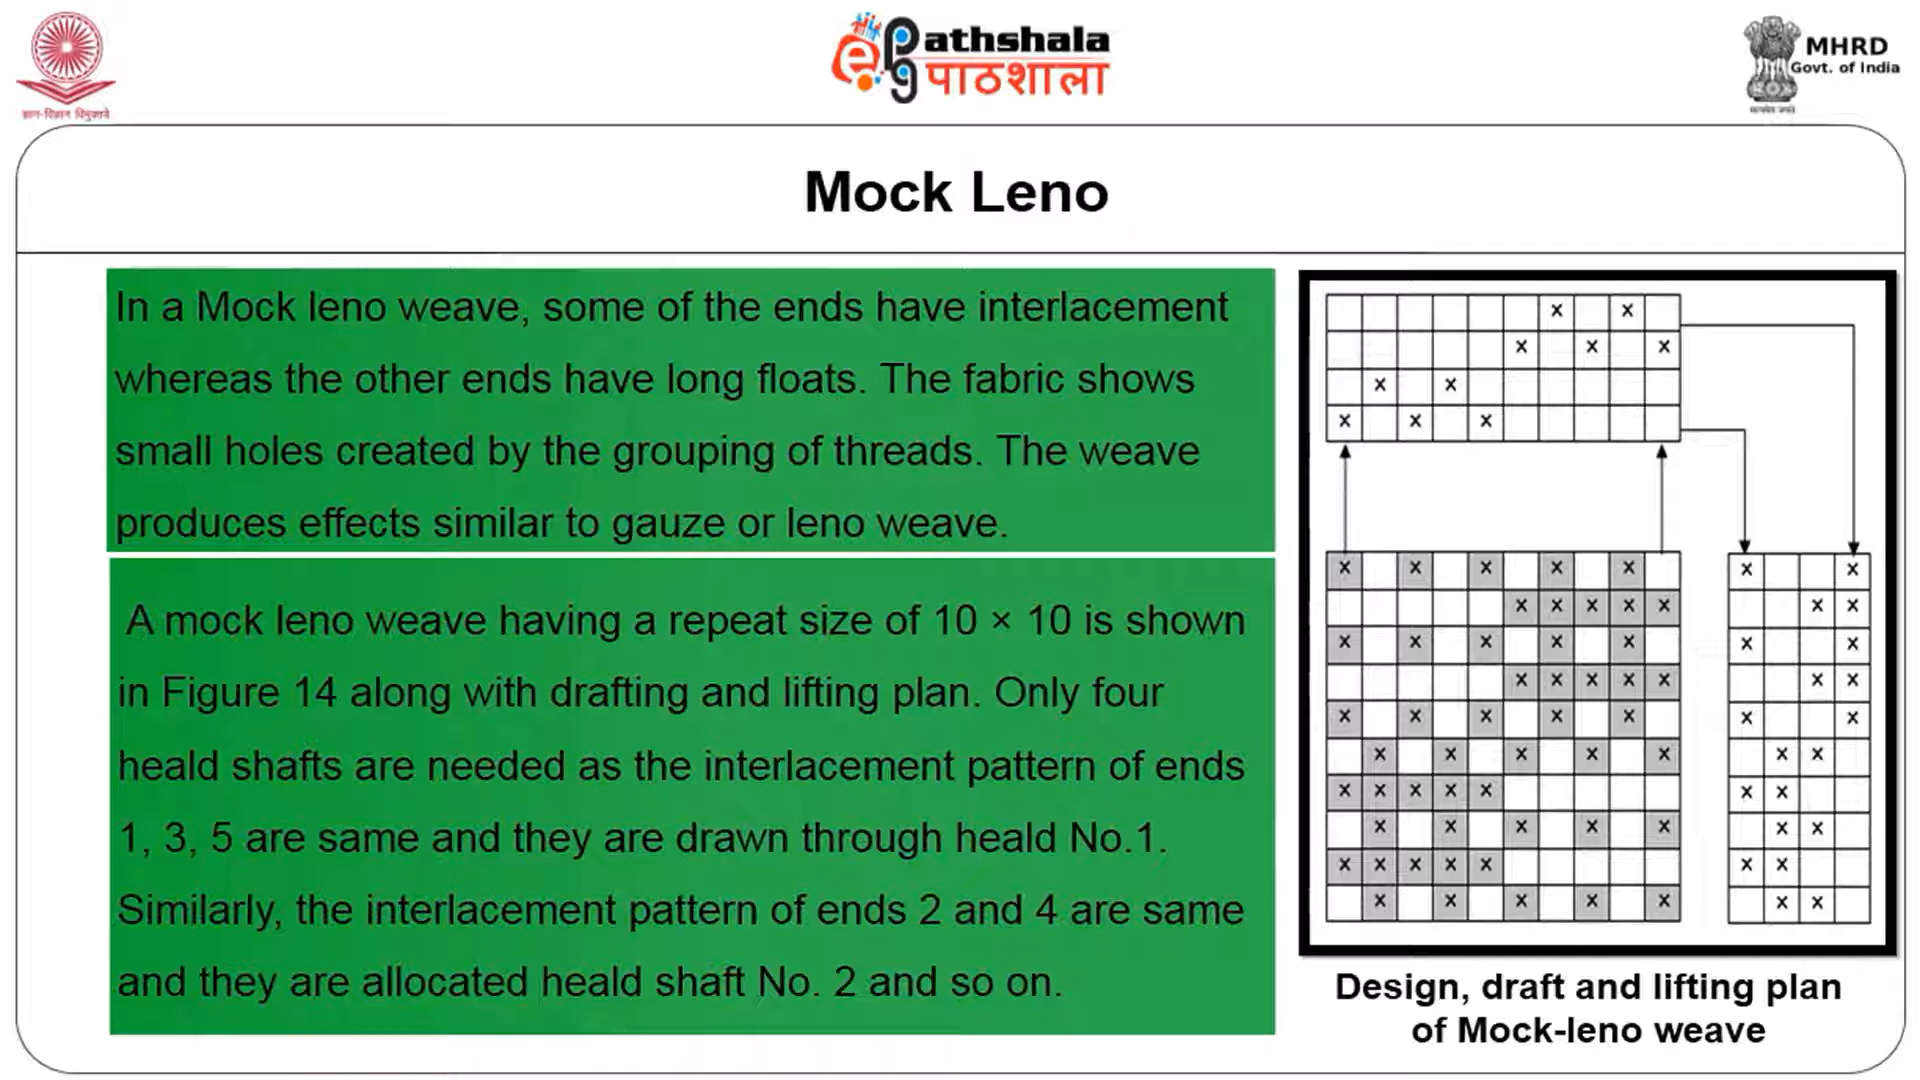 ज्ञान-विज्ञान विमुक्तये
ePG Pathshala
पाठशाला
MHRD
Govt. of India
सत्यमेव जयते
Mock Leno
In a Mock leno weave, some of the ends have interlacement
whereas the other ends have long floats. The fabric shows
small holes created by the grouping of threads. The weave
produces effects similar to gauze or leno weave.
A mock leno weave having a repeat size of 10 × 10 is shown
in Figure 14 along with drafting and lifting plan. Only four
heald shafts are needed as the interlacement pattern of ends
1, 3, 5 are same and they are drawn through heald No.1.
Similarly, the interlacement pattern of ends 2 and 4 are same
and they are allocated heald shaft No. 2 and so on.
x x
x x x
x x
x x x
x x x x x
x x x x x
x x x x x
x x x x x
x x x x x
x x x x x
x x x x x
x x x x x
x x x x x
x x x x x
x x
x x
x x
x x
x x
x x
x x
x x
x x
x x
Design, draft and lifting plan
of Mock-leno weave